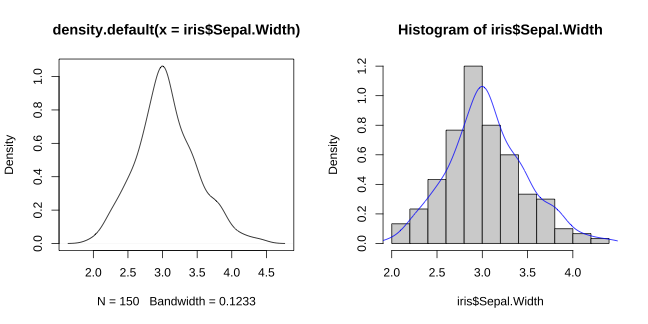 density.default(x = iris$Sepal.Width)
Density
0.0 0.2 0.4 0.6 0.8 1.0
2.0 2.5 3.0 3.5 4.0 4.5
N = 150 Bandwidth = 0.1233
Histogram of iris$Sepal.Width
Density
0.0 0.2 0.4 0.6 0.8 1.0 1.2
2.0 2.5 3.0 3.5 4.0
iris$Sepal.Width